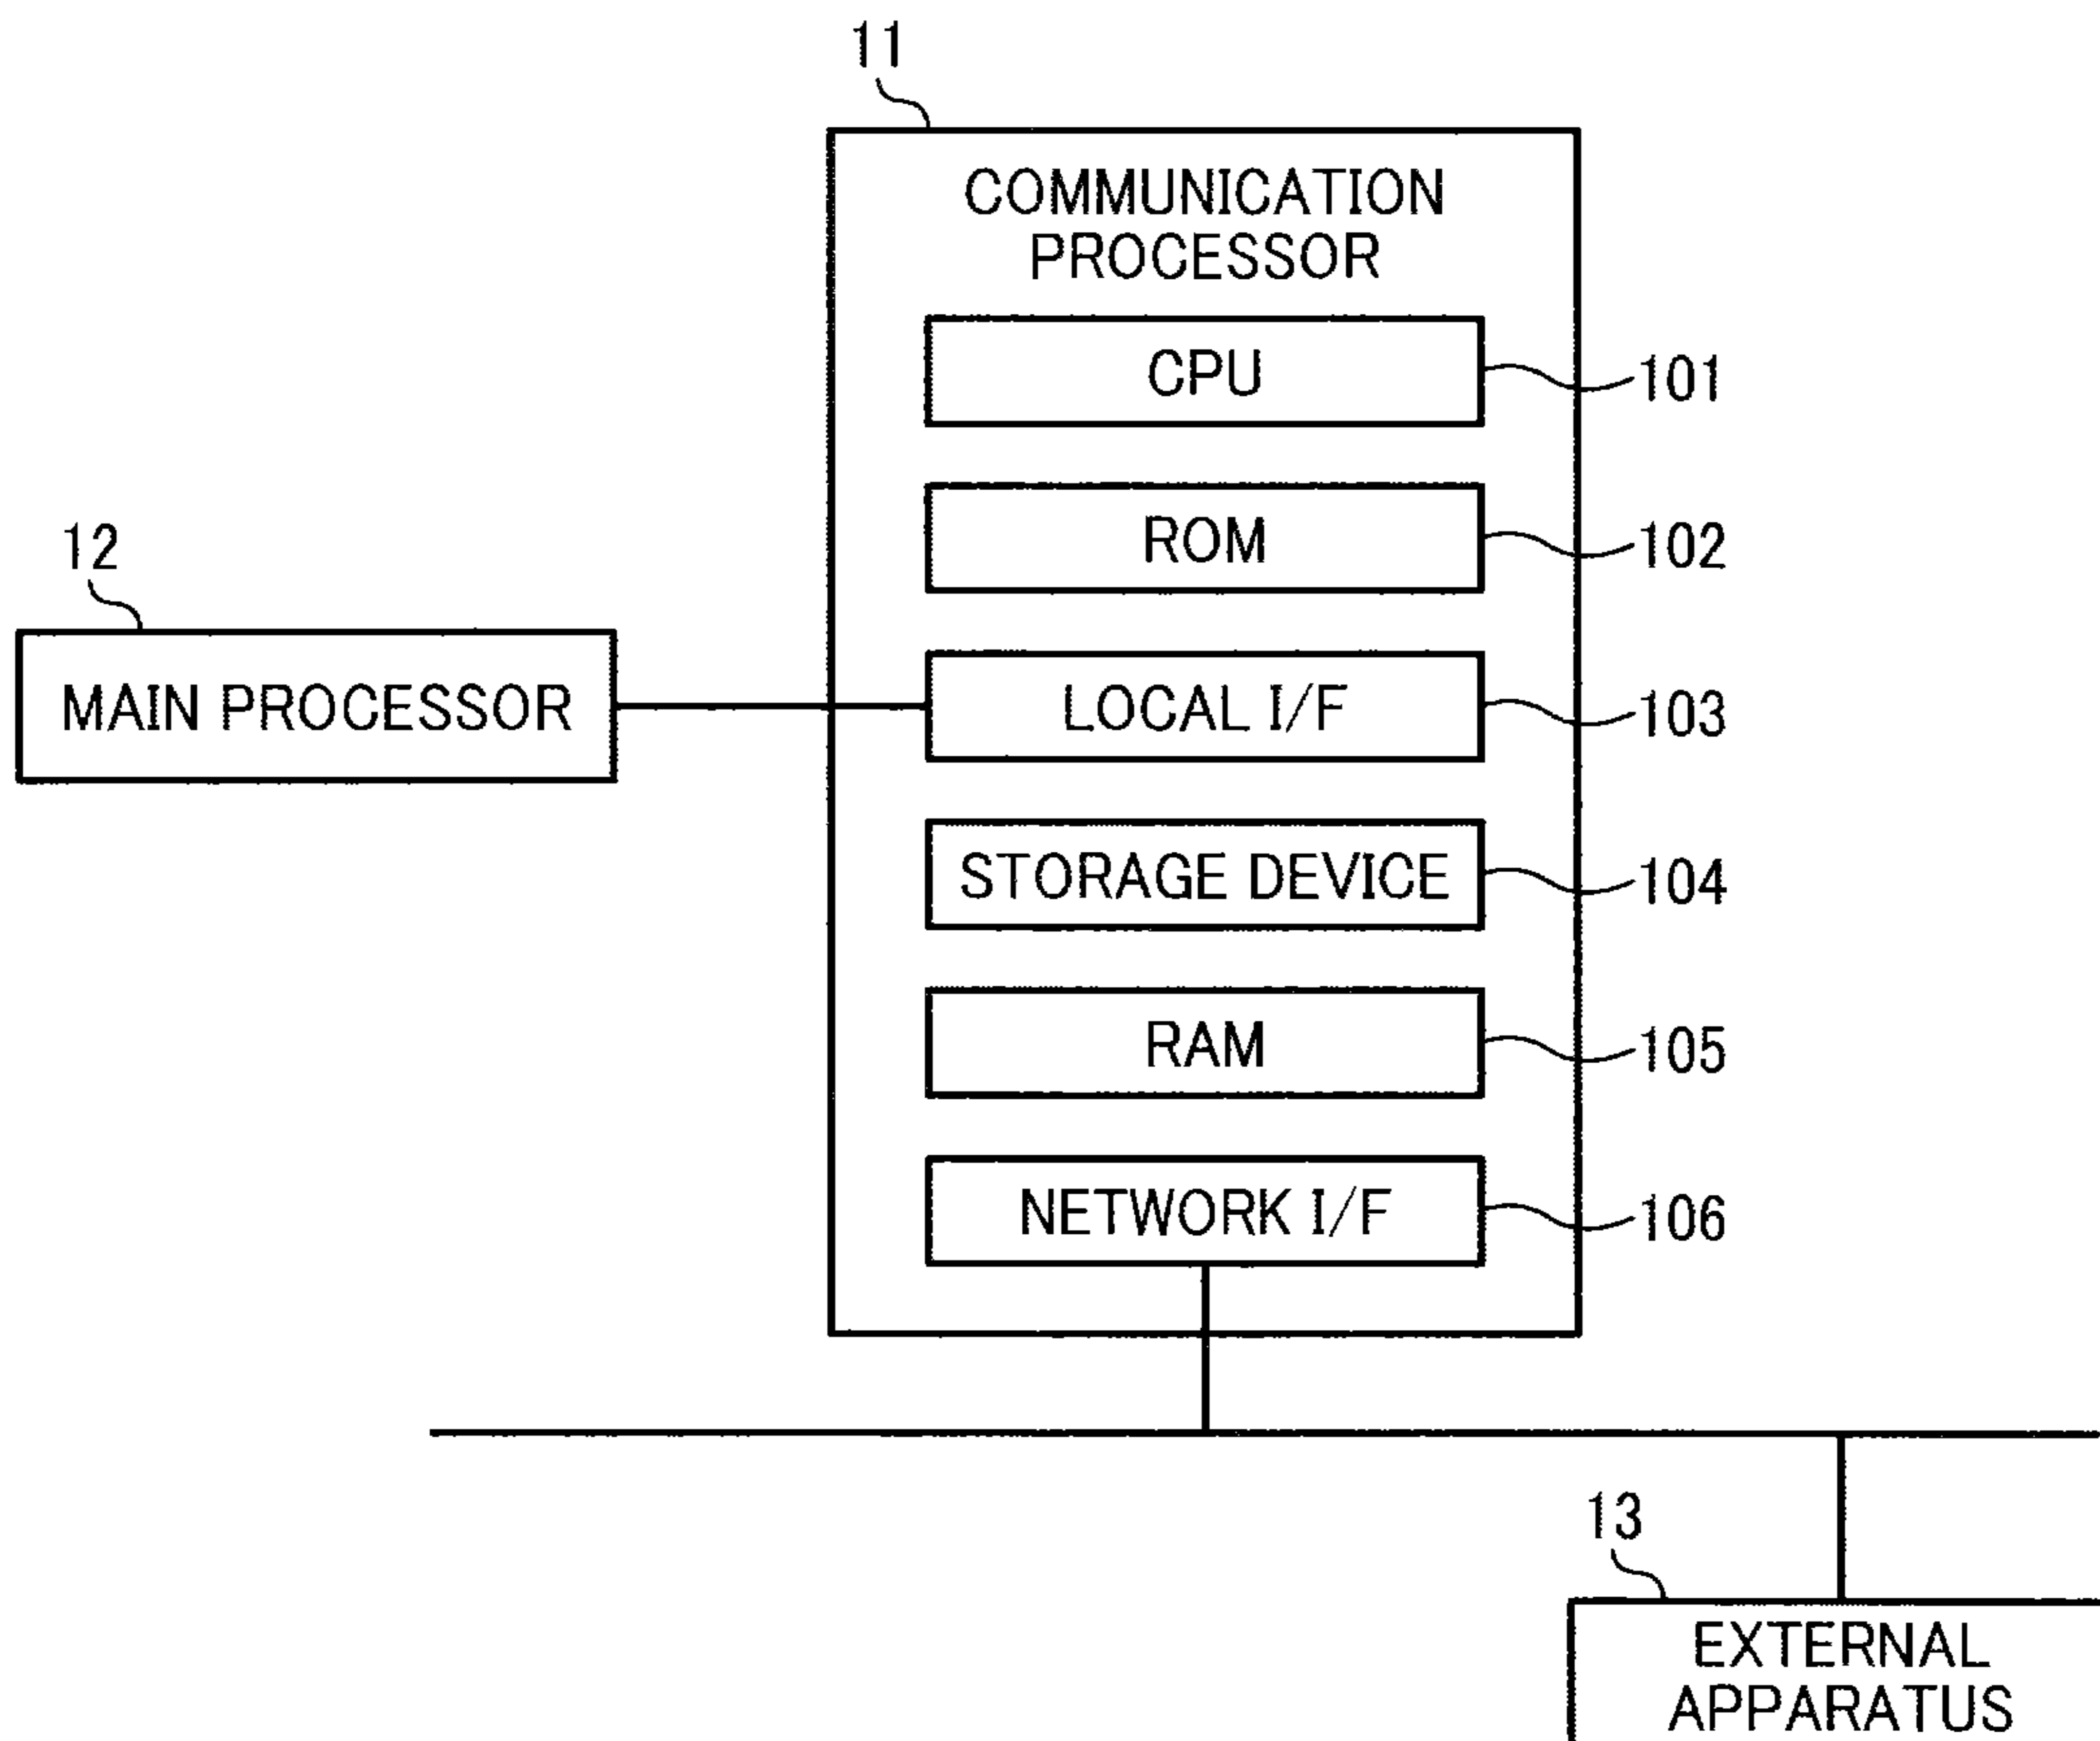 11
COMMUNICATION
PROCESSOR
CPU
101
ROM
102
12
MAIN PROCESSOR
LOCAL I/F
103
STORAGE DEVICE
104
RAM
105
NETWORK I/F
106
13
EXTERNAL
APPARATUS